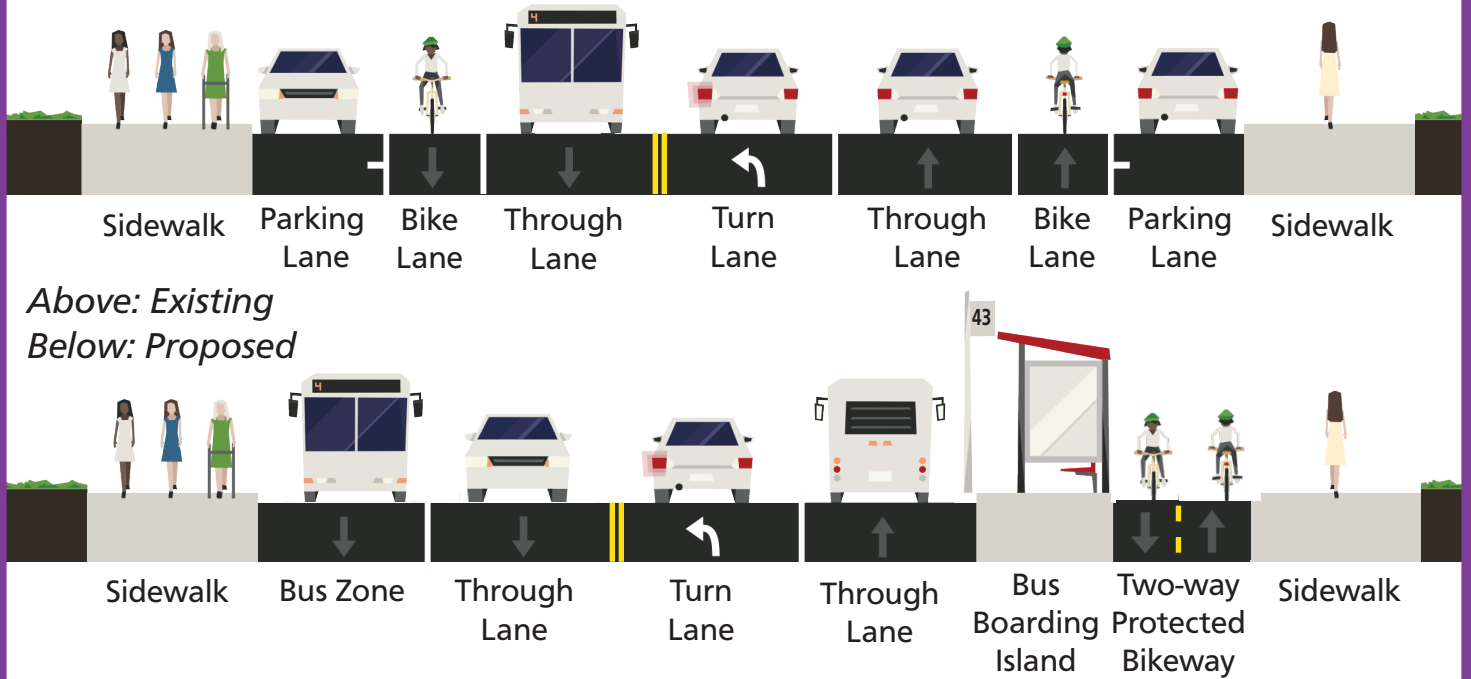 4
Sidewalk
Parking
Lane
Bike
Lane
Through
Lane
Turn
Lane
Through
Lane
Bike
Lane
Parking
Lane
Sidewalk
Above: Existing
Below: Proposed
43
4
Sidewalk
Bus Zone
Through
Lane
Turn
Lane
Through
Lane
Bus
Boarding
Island
Two-way
Protected
Bikeway
Sidewalk